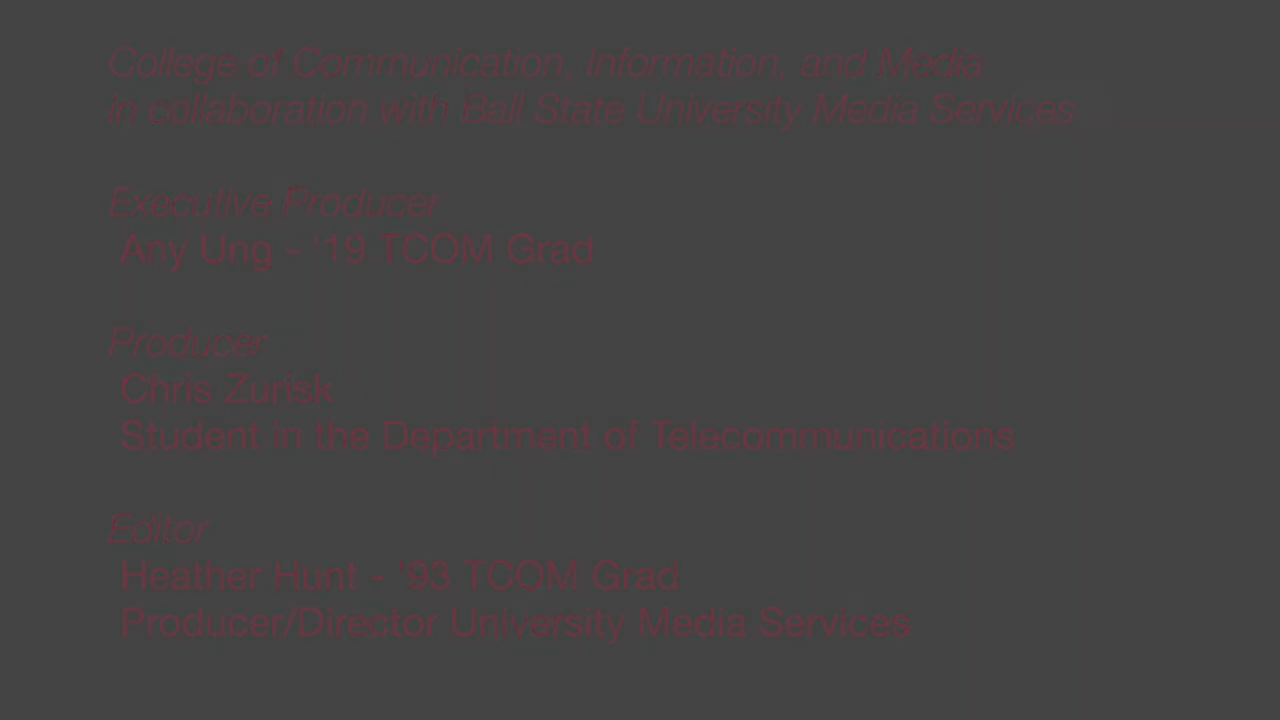 College of Communication, Information, and Media
in collaboration with Ball State University Media Services
Executive Producer
Any Ung - '19 TCOM Grad
Producer
Chris Zurisk
Student in the Department of Telecommunications
Editor
Heather Hunt - '93 TCOM Grad
Producer/Director University Media Services